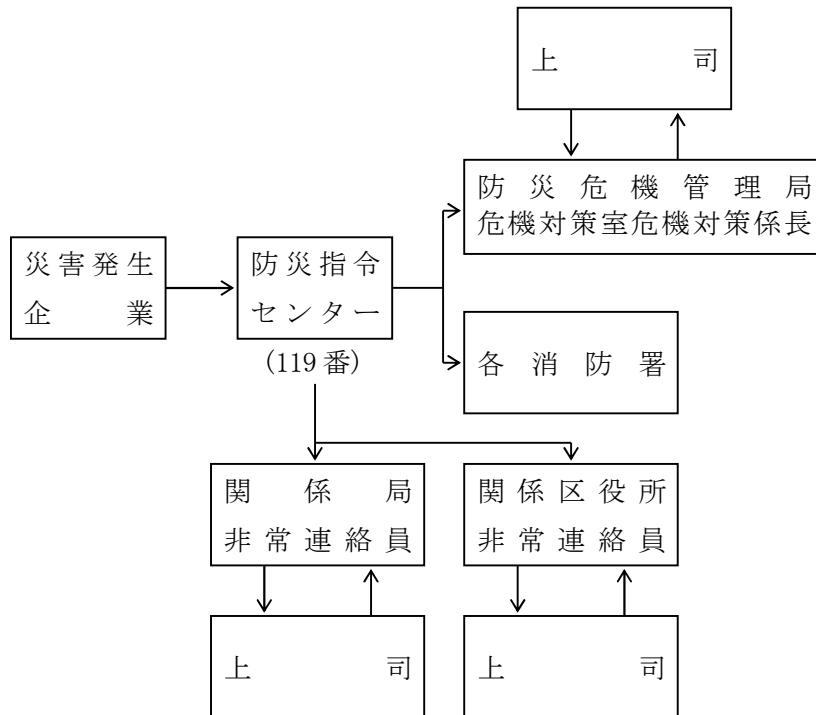 上司
防災危機管理局
危機対策室危機対策係長
災害発生
企業
防災指令
センター
(119番)
各消防署
関係局
非常連絡員
関係区役所
非常連絡員
上司
上司